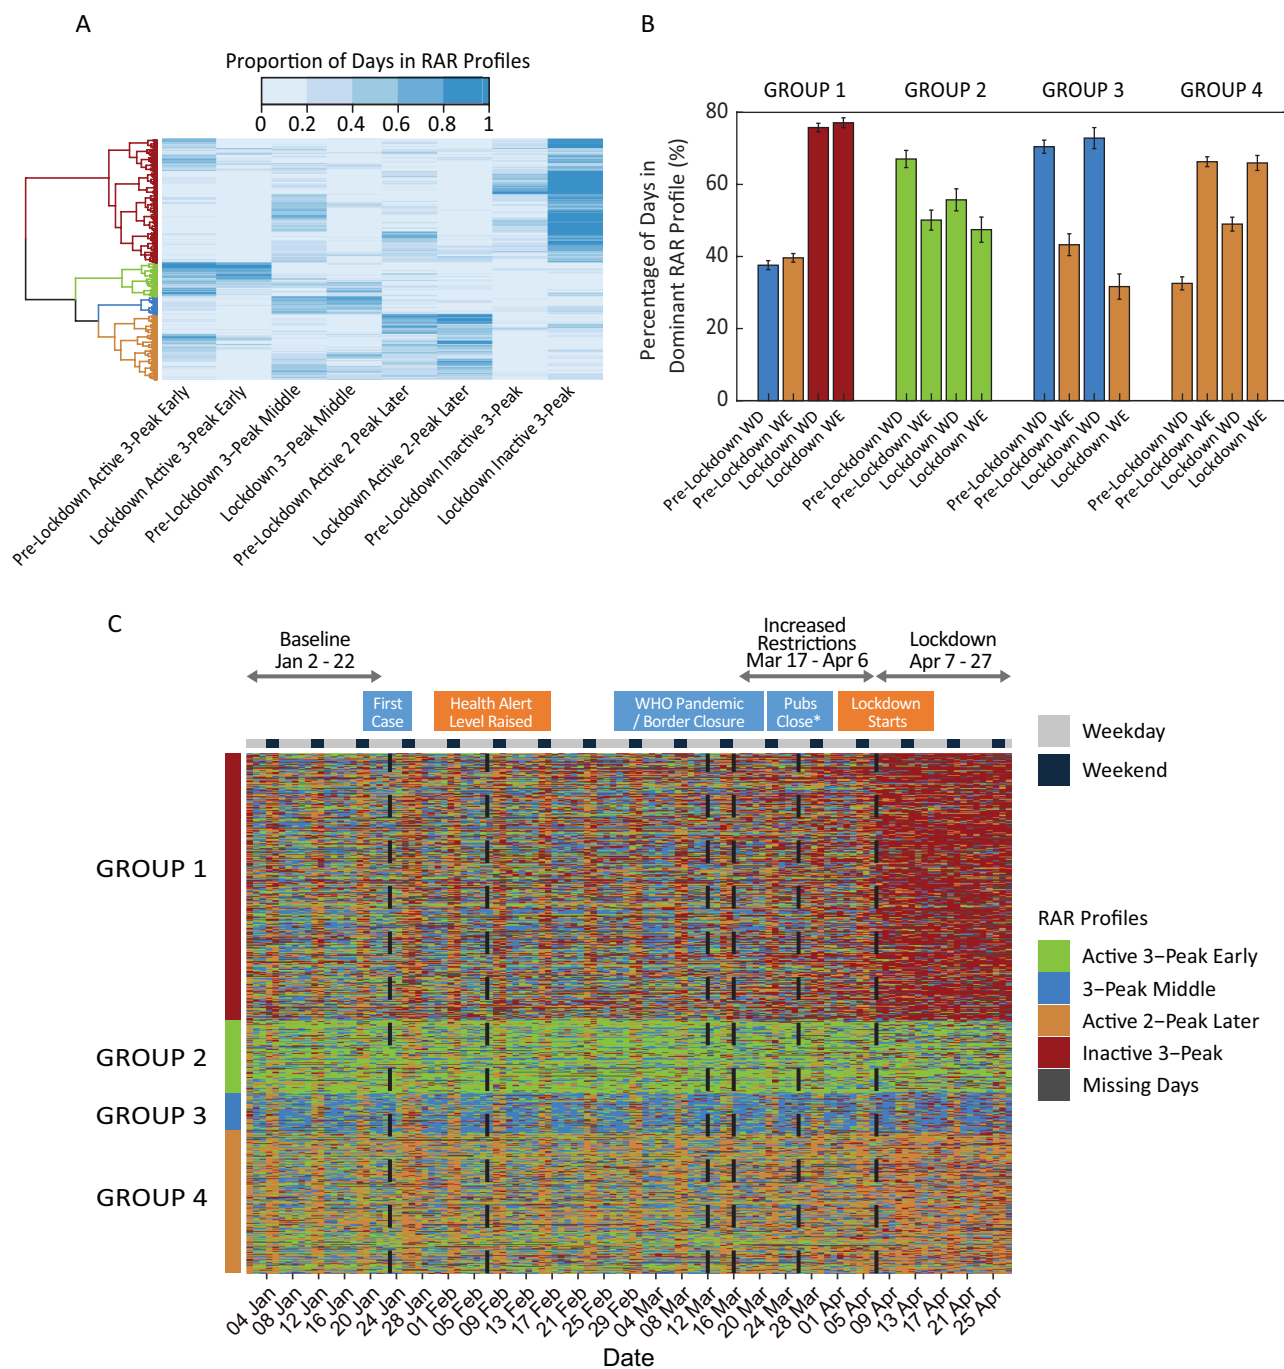 A
Proportion of Days in RAR Profiles
0 0.2 0.4 0.6 0.8 1
Pre-Lockdown Active 3-Peak Early
Lockdown Active 3-Peak Early
Pre-Lockdown 3-Peak Middle
Lockdown 3-Peak Middle
Pre-Lockdown Active 2 Peak Later
Lockdown Active 2-Peak Later
Pre-Lockdown Inactive 3-Peak
Lockdown Inactive 3-Peak
B
GROUP 1 GROUP 2 GROUP 3 GROUP 4
Percentage of Days in
Dominant RAR Profile (%)
80
60
40
20
0
Pre-Lockdown WD
Pre-Lockdown WE
Lockdown WD
Lockdown WE
Pre-Lockdown WD
Pre-Lockdown WE
Lockdown WD
Lockdown WE
Pre-Lockdown WD
Pre-Lockdown WE
Lockdown WD
Lockdown WE
Pre-Lockdown WD
Pre-Lockdown WE
Lockdown WD
Lockdown WE
C
Baseline
Jan 2 - 22
Increased
Restrictions
Mar 17 - Apr 6
Lockdown
Apr 7 - 27
First
Case
Health Alert
Level Raised
WHO Pandemic
/ Border Closure
Pubs
Close*
Lockdown
Starts
Weekday
Weekend
GROUP 1
GROUP 2
GROUP 3
GROUP 4
RAR Profiles
Active 3-Peak Early
3-Peak Middle
Active 2-Peak Later
Inactive 3-Peak
Missing Days
04 Jan
08 Jan
12 Jan
16 Jan
20 Jan
24 Jan
28 Jan
01 Feb
05 Feb
09 Feb
13 Feb
17 Feb
21 Feb
25 Feb
29 Feb
04 Mar
08 Mar
12 Mar
16 Mar
20 Mar
24 Mar
28 Mar
01 Apr
05 Apr
09 Apr
13 Apr
17 Apr
21 Apr
25 Apr
Date